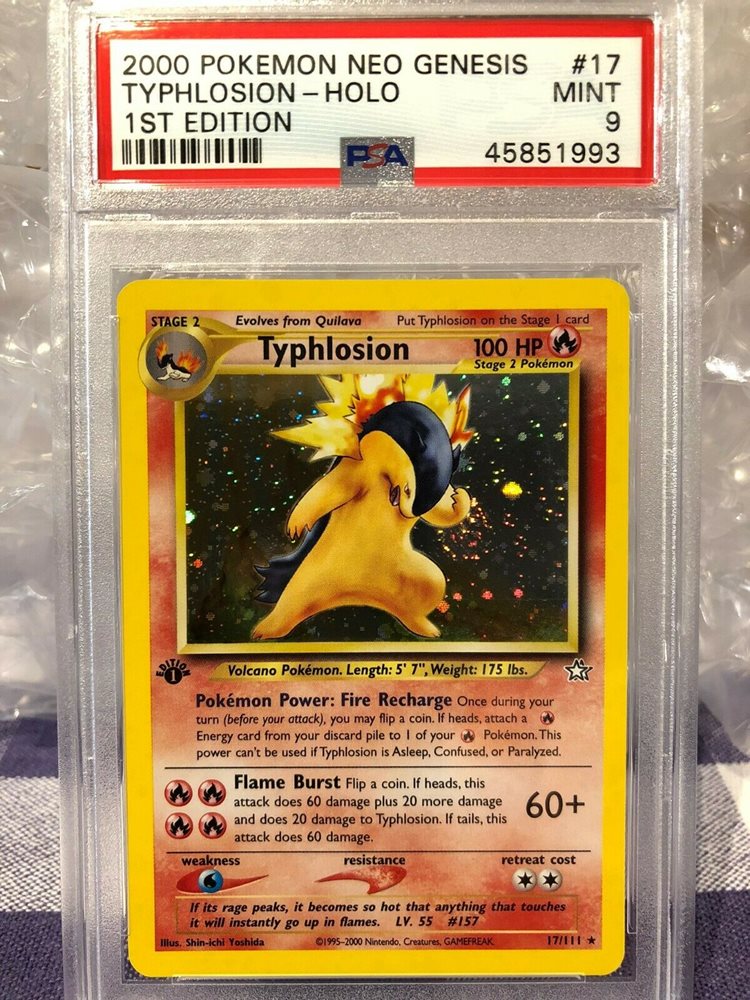 2000 POKEMON NEO GENESIS #17
TYPHLOSION - HOLO MINT
1ST EDITION 9
PSA 45851993
STAGE 2 Evolves from Quilava Put Typhlosion on the Stage 1 card
Typhlosion 100 HP
Stage 2 Pokémon
EDITION
1
Volcano Pokémon. Length: 5' 7", Weight: 175 lbs.
Pokémon Power: Fire Recharge Once during your
turn (before your attack), you may flip a coin. If heads, attach a
Energy card from your discard pile to 1 of your Pokémon. This
power can't be used if Typhlosion is Asleep, Confused, or Paralyzed.
Flame Burst Flip a coin. If heads, this
attack does 60 damage plus 20 more damage
and does 20 damage to Typhlosion. If tails, this
attack does 60 damage.
60+
weakness resistance retreat cost
If its rage peaks, it becomes so hot that anything that touches
it will instantly go up in flames. LV. 55 #157
Illus. Shin-ichi Yoshida ©1995-2000 Nintendo, Creatures, GAMEFREAK. 17/111 ★